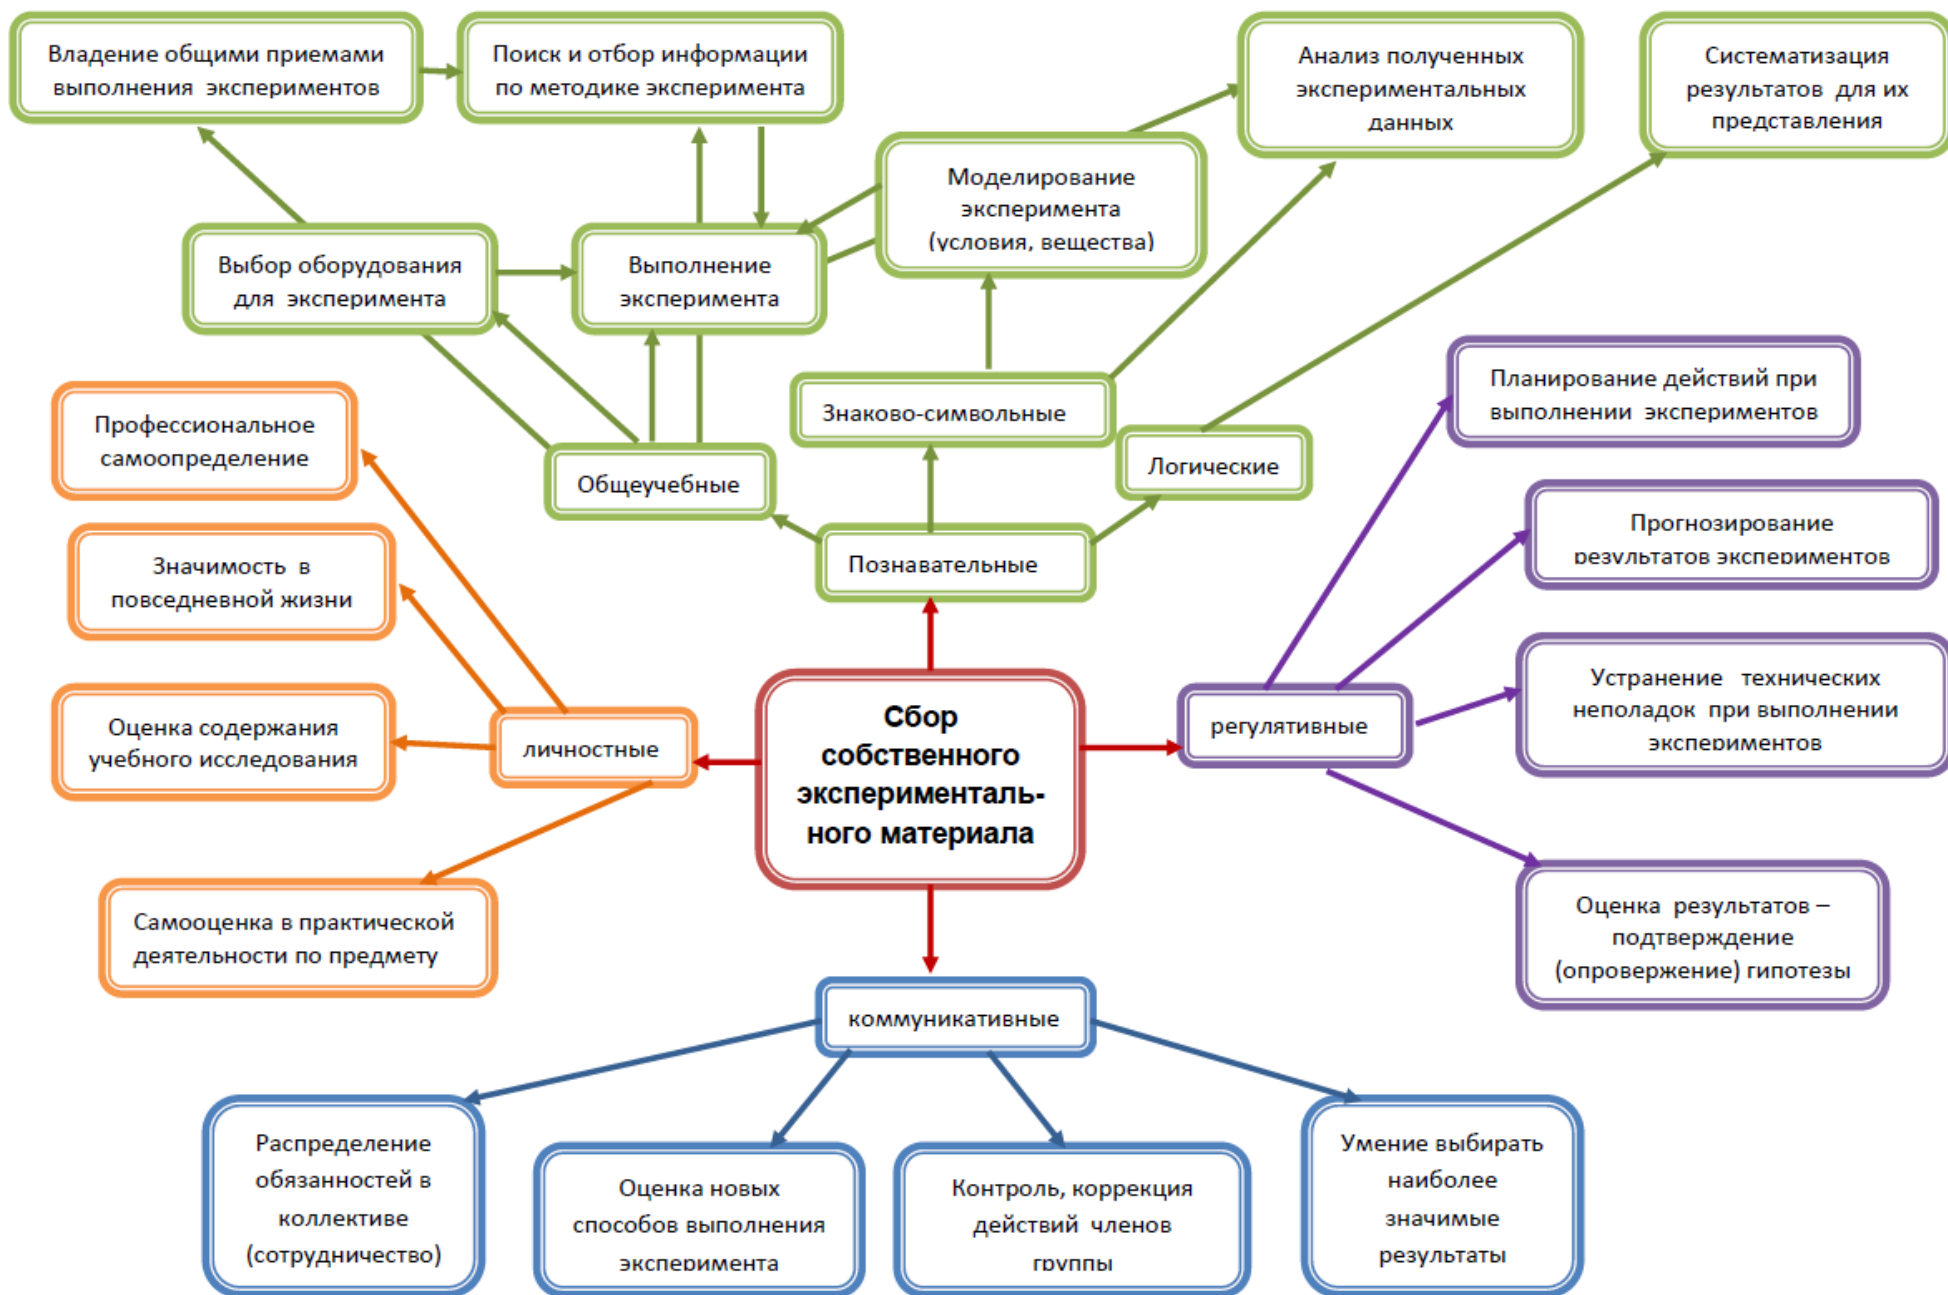 Владение общими приемами
выполнения экспериментов
Поиск и отбор информации
по методике эксперимента
Анализ полученных
экспериментальных
данных
Систематизация
результатов для их
представления
Моделирование
эксперимента
(условия, вещества)
Выбор оборудования
для эксперимента
Выполнение
эксперимента
Знаково-символьные
Логические
Общеучебные
Познавательные
Планирование действий при
выполнении экспериментов
Прогнозирование
результатов экспериментов
Устранение технических
неполадок при выполнении
экспериментов
Оценка результатов –
подтверждение
(опровержение) гипотезы
регулятивные
Профессиональное
самоопределение
Значимость в
повседневной жизни
Оценка содержания
учебного исследования
Самооценка в практической
деятельности по предмету
личностные
Сбор
собственного
эксперименталь-
ного материала
коммуникативные
Распределение
обязанностей в
коллективе
(сотрудничество)
Оценка новых
способов выполнения
эксперимента
Контроль, коррекция
действий членов
группы
Умение выбирать
наиболее
значимые
результаты